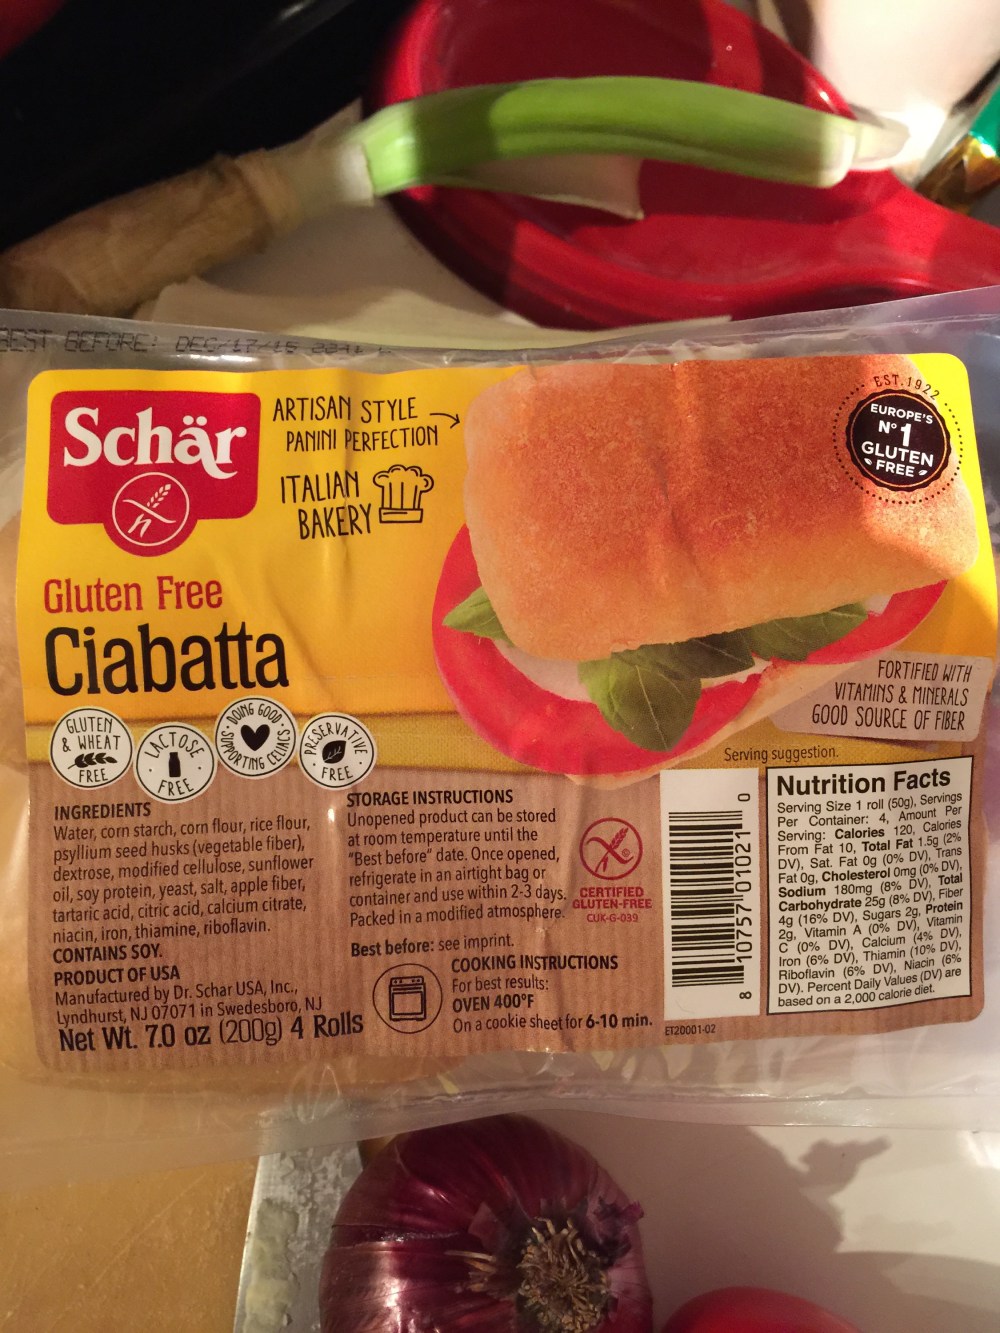 BEST BEFORE: DEC/17/15
Schär
ARTISAN STYLE
PANINI PERFECTION
ITALIAN
BAKERY
EST. 1922
EUROPE'S
N° 1
GLUTEN
FREE
Gluten Free
Ciabatta
GLUTEN
& WHEAT
FREE
LACTOSE
FREE
DOING GOOD
SUPPORTING CELIACS
PRESERVATIVE
FREE
FORTIFIED WITH
VITAMINS & MINERALS
GOOD SOURCE OF FIBER
Serving suggestion.
INGREDIENTS
Water, corn starch, corn flour, rice flour,
psyllium seed husks (vegetable fiber),
dextrose, modified cellulose, sunflower
oil, soy protein, yeast, salt, apple fiber,
tartaric acid, citric acid, calcium citrate,
niacin, iron, thiamine, riboflavin.
CONTAINS SOY.
PRODUCT OF USA
Manufactured by Dr. Schar USA, Inc.,
Lyndhurst, NJ 07071 in Swedesboro, NJ
Net Wt. 7.0 oz (200g) 4 Rolls
STORAGE INSTRUCTIONS
Unopened product can be stored
at room temperature until the
"Best before" date. Once opened,
refrigerate in an airtight bag or
container and use within 2-3 days.
Packed in a modified atmosphere.
Best before: see imprint.
COOKING INSTRUCTIONS
For best results:
OVEN 400°F
On a cookie sheet for 6-10 min.
CERTIFIED
GLUTEN-FREE
CUK-G-039
8 10757 01021 0
ET20001-02
Nutrition Facts
Serving Size 1 roll (50g), Servings
Per Container: 4, Amount Per
Serving: Calories 120, Calories
From Fat 10, Total Fat 1.5g (2%
DV), Sat. Fat 0g (0% DV), Trans
Fat 0g, Cholesterol 0mg (0% DV),
Sodium 180mg (8% DV), Total
Carbohydrate 25g (8% DV), Fiber
4g (16% DV), Sugars 2g, Protein
2g, Vitamin A (0% DV), Vitamin
C (0% DV), Calcium (4% DV),
Iron (6% DV), Thiamin (10% DV),
Riboflavin (6% DV), Niacin (6%
DV). Percent Daily Values (DV) are
based on a 2,000 calorie diet.